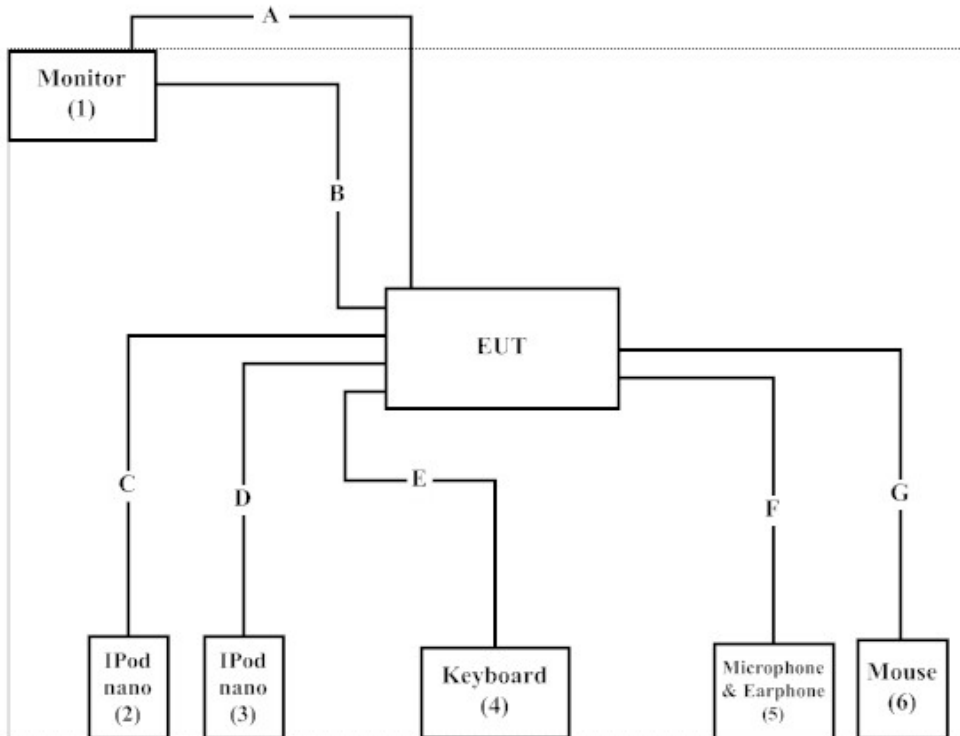 A
Monitor
(1)
B
EUT
C
D
E
F
G
IPod
nano
(2)
IPod
nano
(3)
Keyboard
(4)
Microphone
& Earphone
(5)
Mouse
(6)